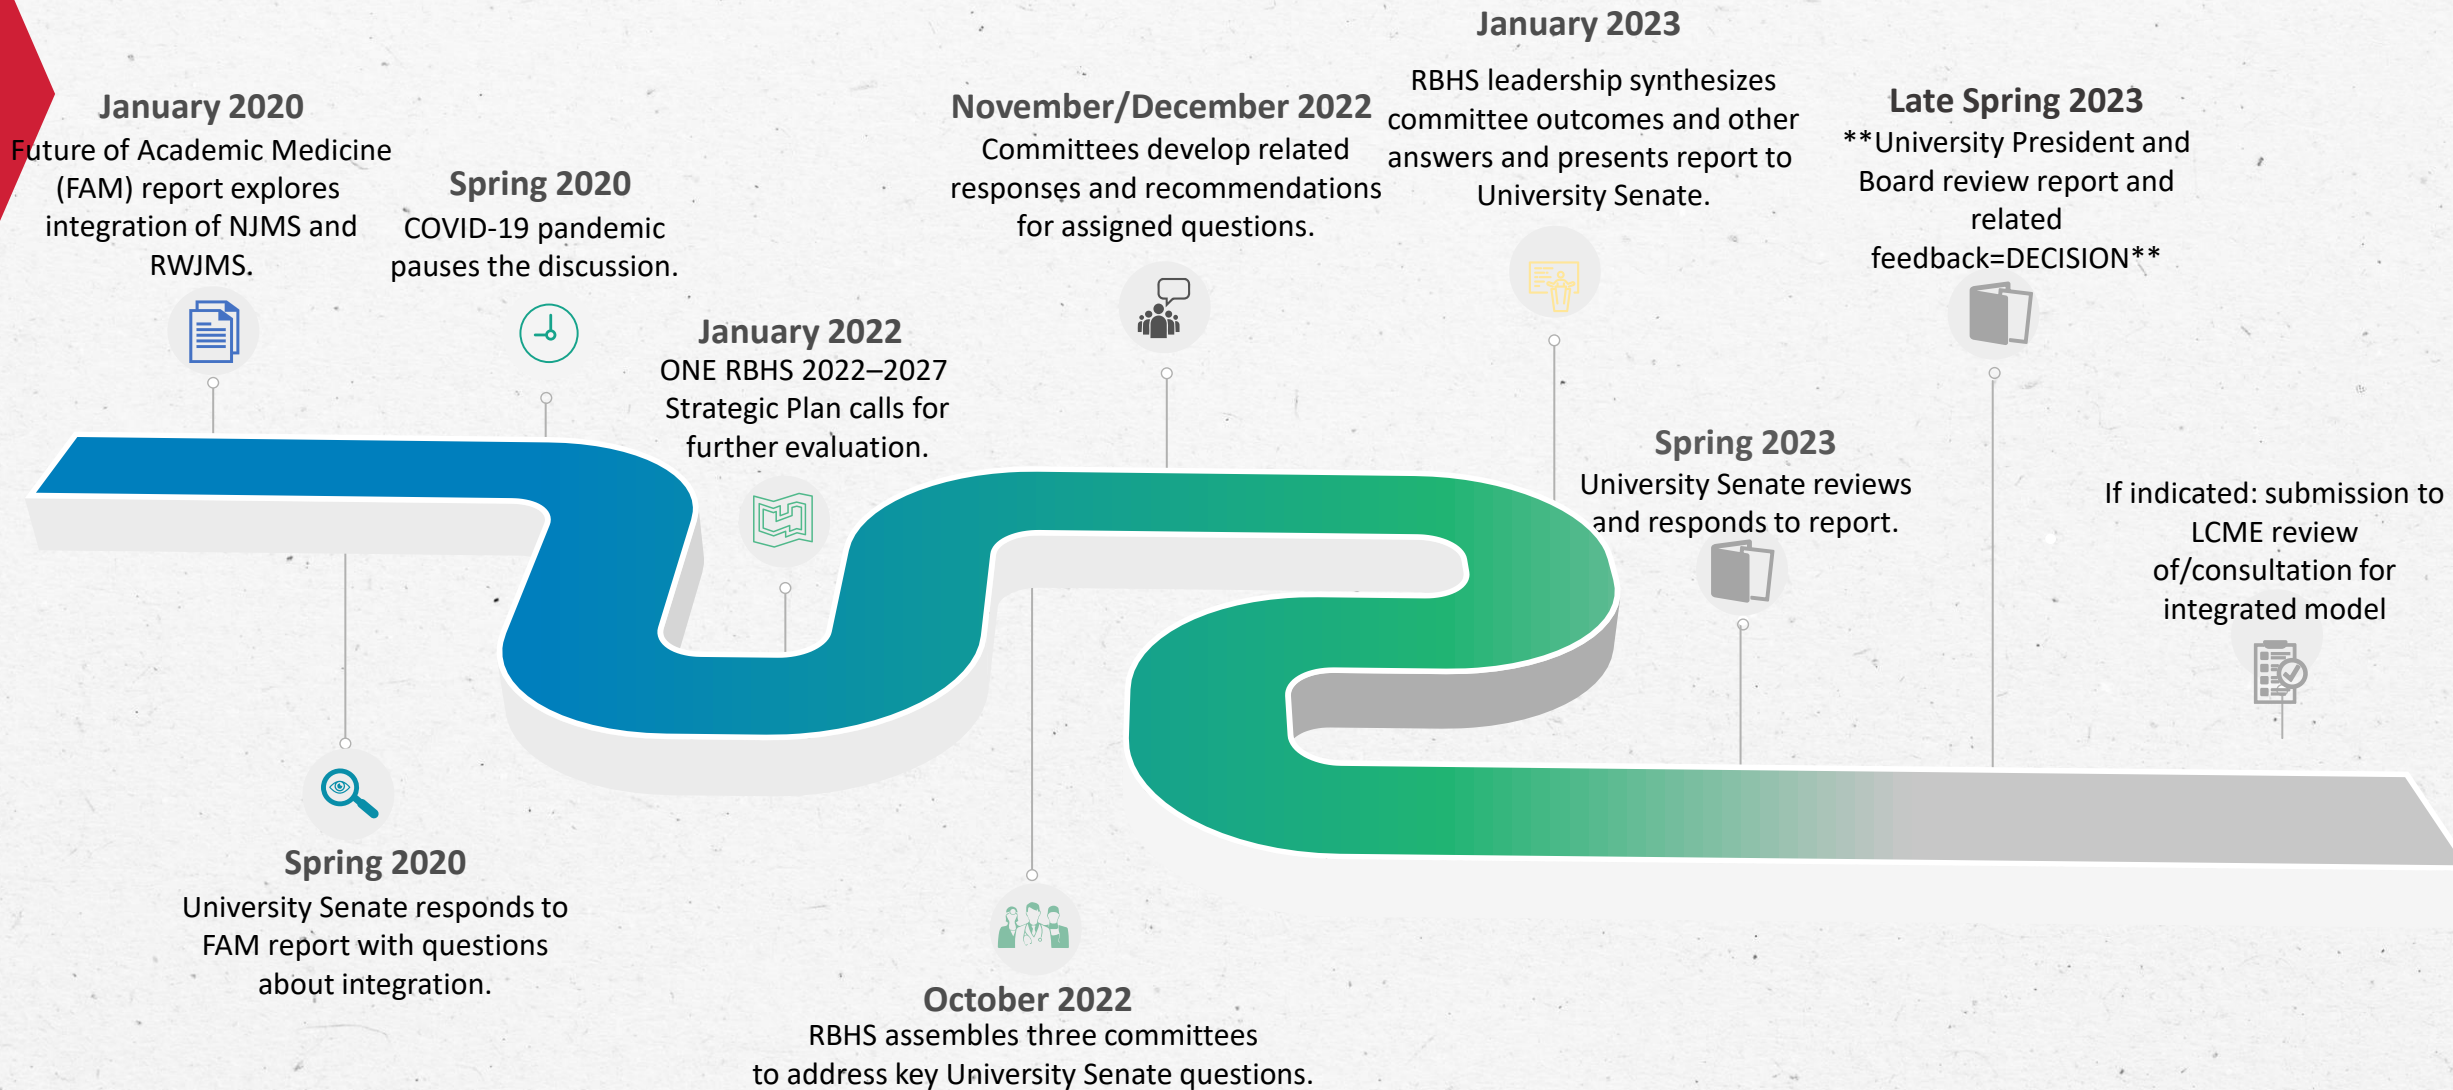 January 2020
Future of Academic Medicine
(FAM) report explores
integration of NJMS and
RWJMS.
Spring 2020
University Senate responds to
FAM report with questions
about integration.
Spring 2020
COVID-19 pandemic
pauses the discussion.
January 2022
ONE RBHS 2022–2027
Strategic Plan calls for
further evaluation.
October 2022
RBHS assembles three committees
to address key University Senate questions.
November/December 2022
Committees develop related
responses and recommendations
for assigned questions.
January 2023
RBHS leadership synthesizes
committee outcomes and other
answers and presents report to
University Senate.
Spring 2023
University Senate reviews
and responds to report.
Late Spring 2023
**University President and
Board review report and
related
feedback=DECISION**
If indicated: submission to
LCME review
of/consultation for
integrated model